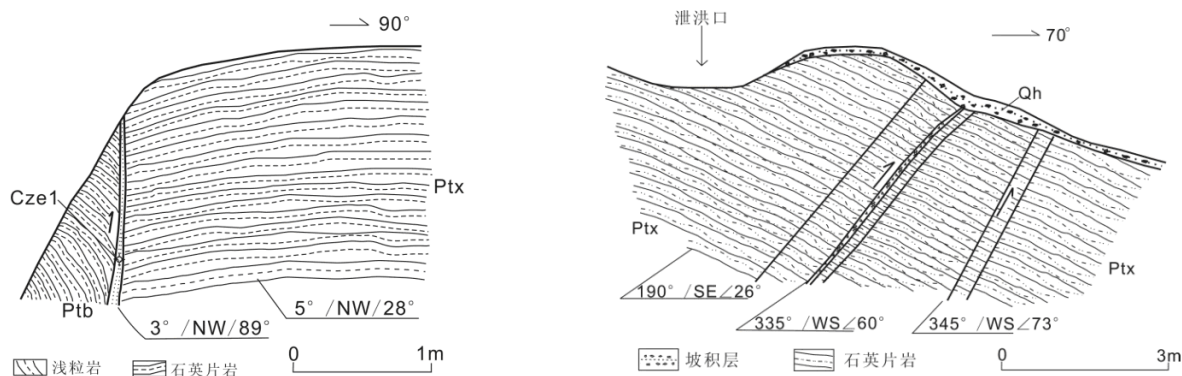 90°
Cze1
Ptx
Ptb
5° /NW/28°
3° /NW/89°
0 1m
浅粒岩 石英片岩
泄洪口
70°
Qh
Ptx
Ptx
190° /SE∠26°
335° /WS∠60°
345° /WS∠73°
坡积层 石英片岩
0 3m